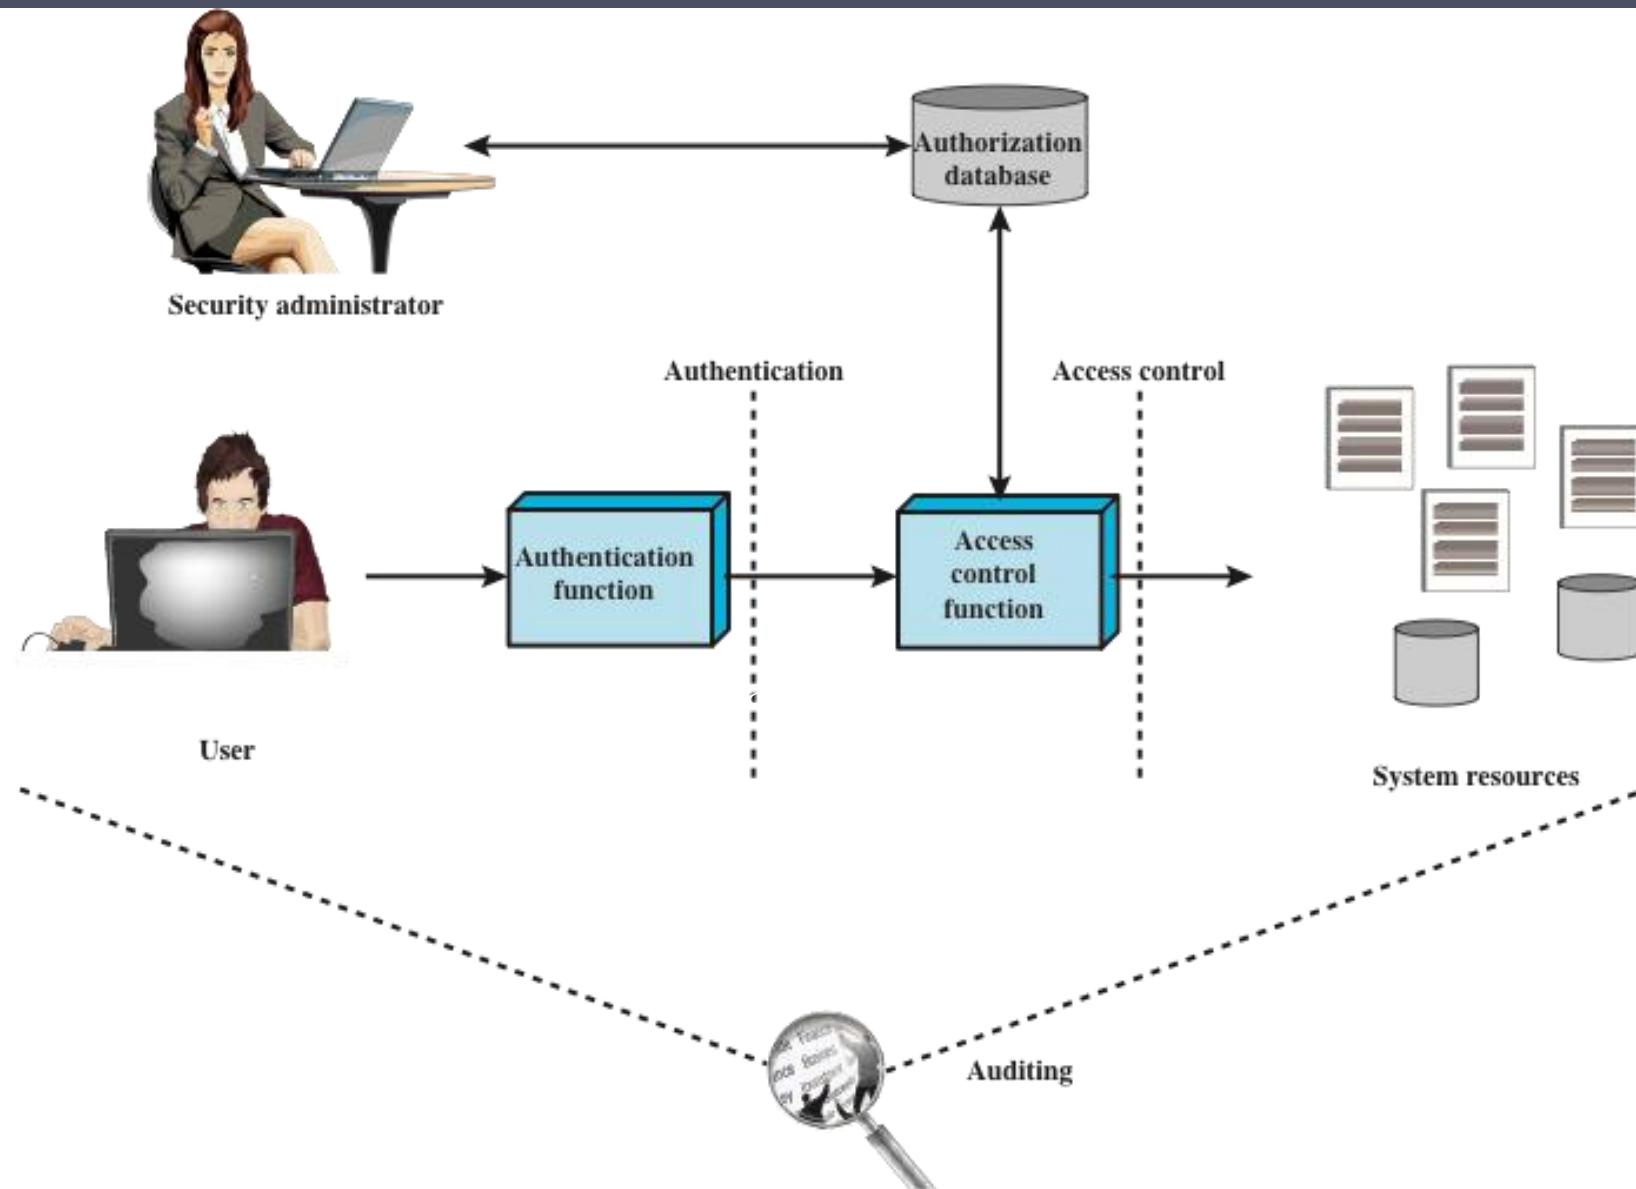 Authorization
database
Security administrator
Authentication
Access control
Authentication
function
Access
control
function
User
System resources
Auditing